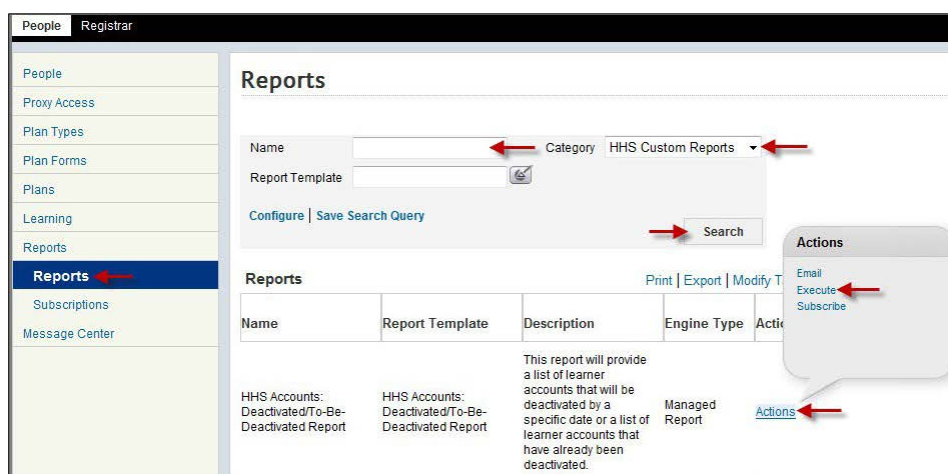 People Registrar
People
Proxy Access
Plan Types
Plan Forms
Plans
Learning
Reports
Reports
Subscriptions
Message Center
Reports
Name Category HHS Custom Reports
Report Template
Configure | Save Search Query
Search
Reports Print | Export | Modify T
Name Report Template Description Engine Type Actio
HHS Accounts:
Deactivated/To-Be-
Deactivated Report
HHS Accounts:
Deactivated/To-Be-
Deactivated Report
This report will provide
a list of learner
accounts that will be
deactivated by a
specific date or a list of
learner accounts that
have already been
deactivated.
Managed
Report
Actions
Actions
Email
Execute
Subscribe